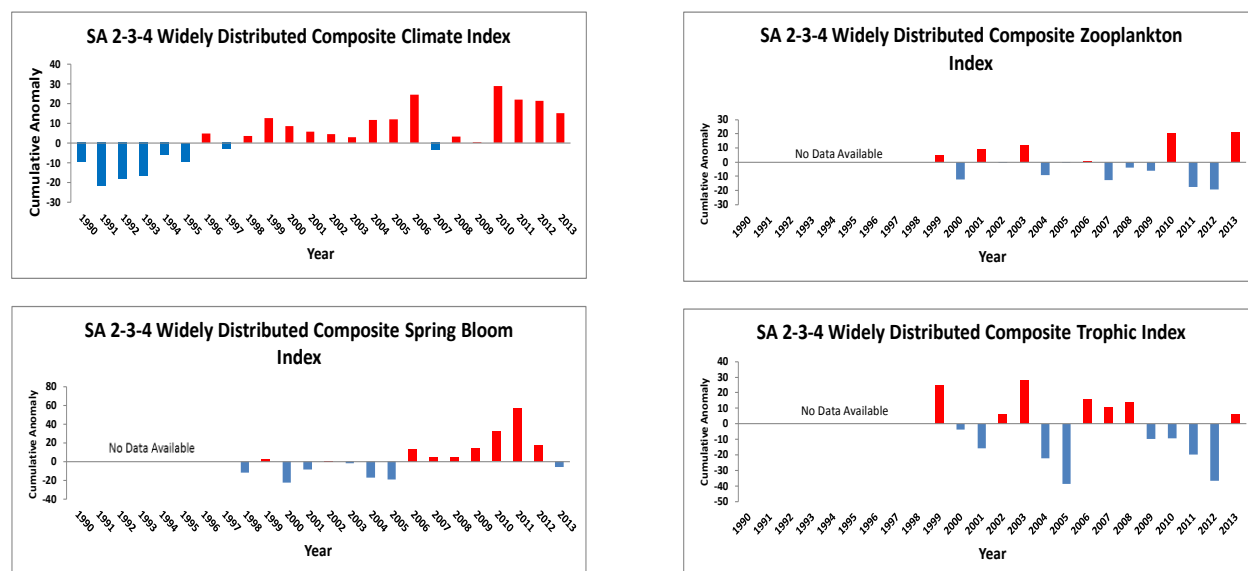 SA 2-3-4 Widely Distributed Composite Climate Index
Cumulative Anomaly
40
30
20
10
0
-10
-20
-30
1990 1991 1992 1993 1994 1995 1996 1997 1998 1999 2000 2001 2002 2003 2004 2005 2006 2007 2008 2009 2010 2011 2012 2013
Year
SA 2-3-4 Widely Distributed Composite Zooplankton
Index
Cumlative Anomaly
30
20
10
0
-10
-20
-30
No Data Available
1990 1991 1992 1993 1994 1995 1996 1997 1998 1999 2000 2001 2002 2003 2004 2005 2006 2007 2008 2009 2010 2011 2012 2013
Year
SA 2-3-4 Widely Distributed Composite Spring Bloom
Index
Cumulative Anomaly
80
60
40
20
0
-20
-40
No Data Available
1990 1991 1992 1993 1994 1995 1996 1997 1998 1999 2000 2001 2002 2003 2004 2005 2006 2007 2008 2009 2010 2011 2012 2013
Year
SA 2-3-4 Widely Distributed Composite Trophic Index
Cumulative Anomaly
40
30
20
10
0
-10
-20
-30
-40
-50
No Data Available
1990 1991 1992 1993 1994 1995 1996 1997 1998 1999 2000 2001 2002 2003 2004 2005 2006 2007 2008 2009 2010 2011 2012 2013
Year